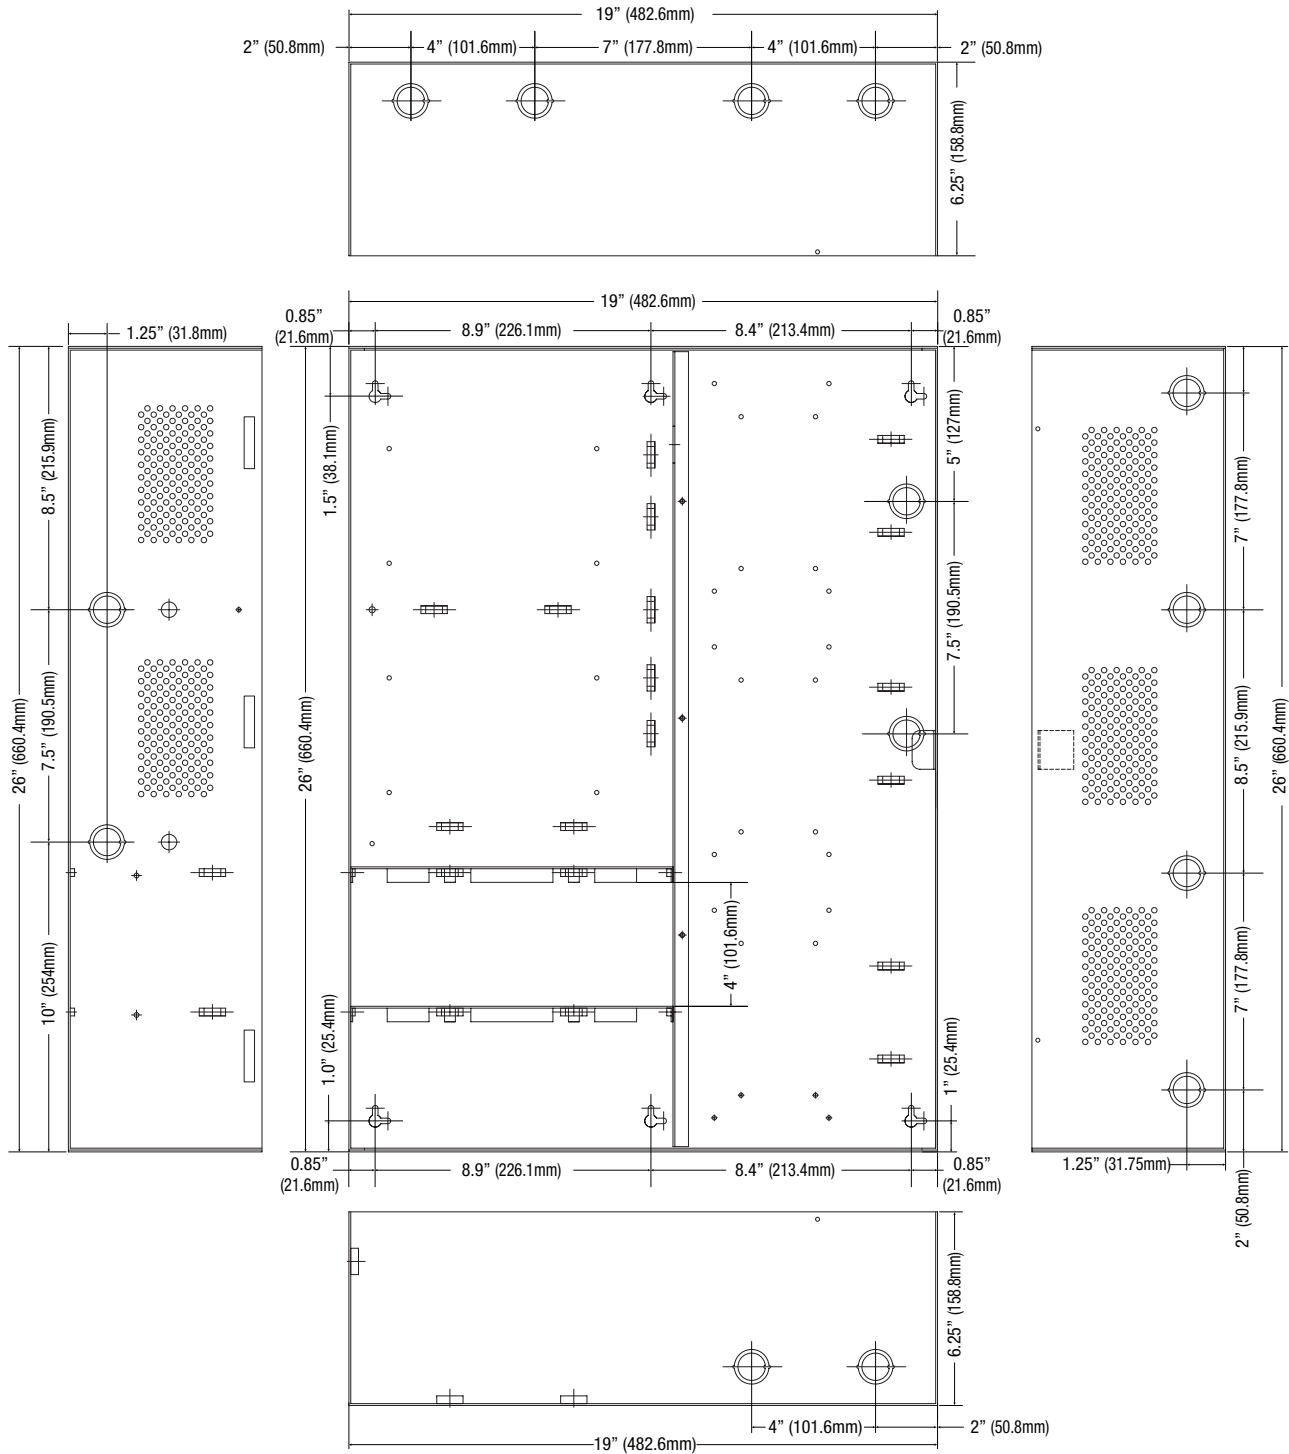 19” (482.6mm)
2” (50.8mm)
4” (101.6mm)
7” (177.8mm)
4” (101.6mm)
2” (50.8mm)
6.25” (158.8mm)
19” (482.6mm)
0.85”
(21.6mm)
8.9” (226.1mm)
8.4” (213.4mm)
0.85”
(21.6mm)
1.25” (31.8mm)
8.5” (215.9mm)
7.5” (190.5mm)
26” (660.4mm)
10” (254mm)
1.5” (38.1mm)
26” (660.4mm)
1.0” (25.4mm)
5” (127mm)
7.5” (190.5mm)
4” (101.6mm)
1” (25.4mm)
7” (177.8mm)
8.5” (215.9mm)
26” (660.4mm)
7” (177.8mm)
1.25” (31.75mm)
2” (50.8mm)
0.85”
(21.6mm)
8.9” (226.1mm)
8.4” (213.4mm)
0.85”
(21.6mm)
6.25” (158.8mm)
4” (101.6mm)
2” (50.8mm)
19” (482.6mm)